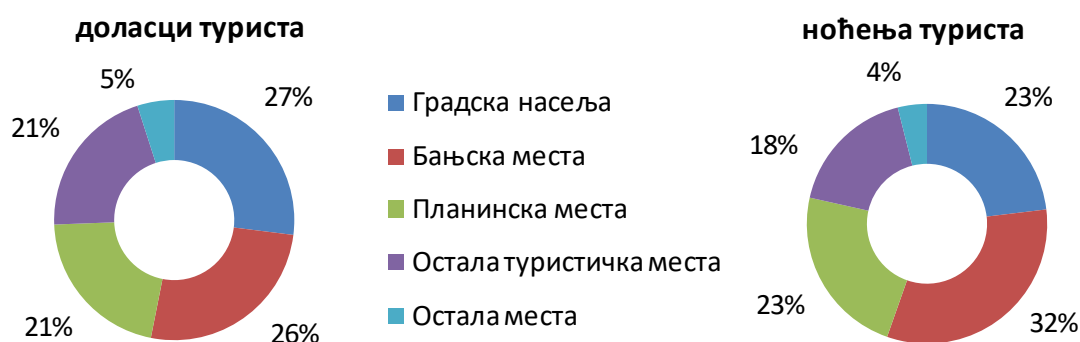 доласци туриста
5%
27%
21%
21%
26%
Градска насеља
Бањска места
Планинска места
Остала туристичка места
Остала места
ноћења туриста
4%
23%
18%
23%
32%